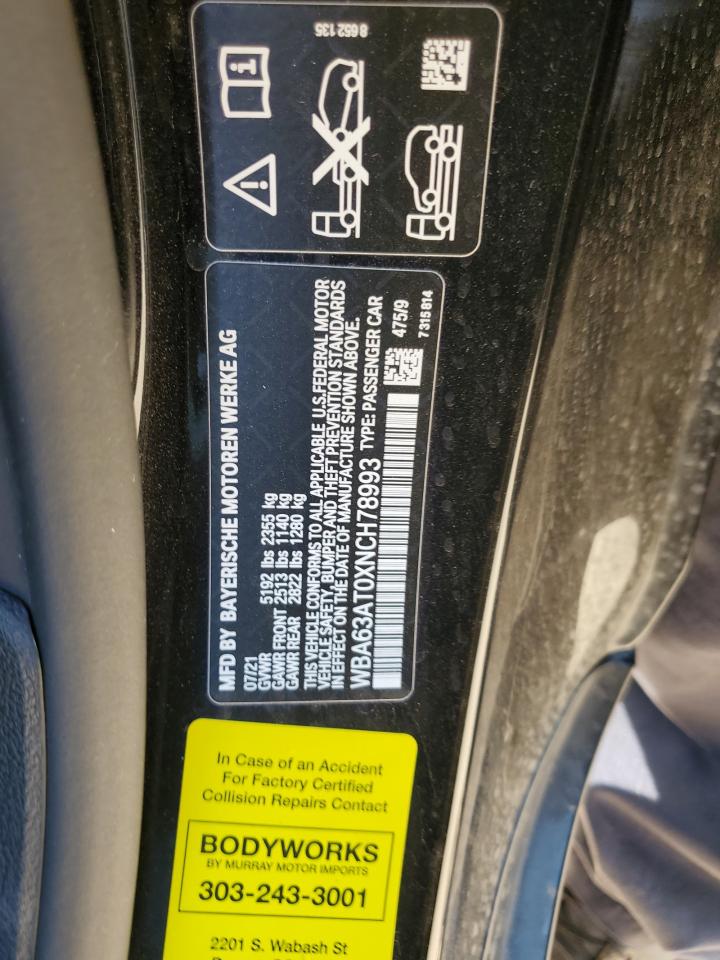 8 652 135
MFD BY BAYERISCHE MOTOREN WERKE AG
07/21
GVWR 5192 lbs 2355 kg
GAWR FRONT 2513 lbs 1140 kg
GAWR REAR 2822 lbs 1280 kg
THIS VEHICLE CONFORMS TO ALL APPLICABLE U.S.FEDERAL MOTOR
VEHICLE SAFETY, BUMPER AND THEFT PREVENTION STANDARDS
IN EFFECT ON THE DATE OF MANUFACTURE SHOWN ABOVE.
WBA63AT0XNCH78993 TYPE: PASSENGER CAR
475/9
7 315 814
In Case of an Accident
For Factory Certified
Collision Repairs Contact
BODYWORKS
BY MURRAY MOTOR IMPORTS
303-243-3001
2201 S. Wabash St